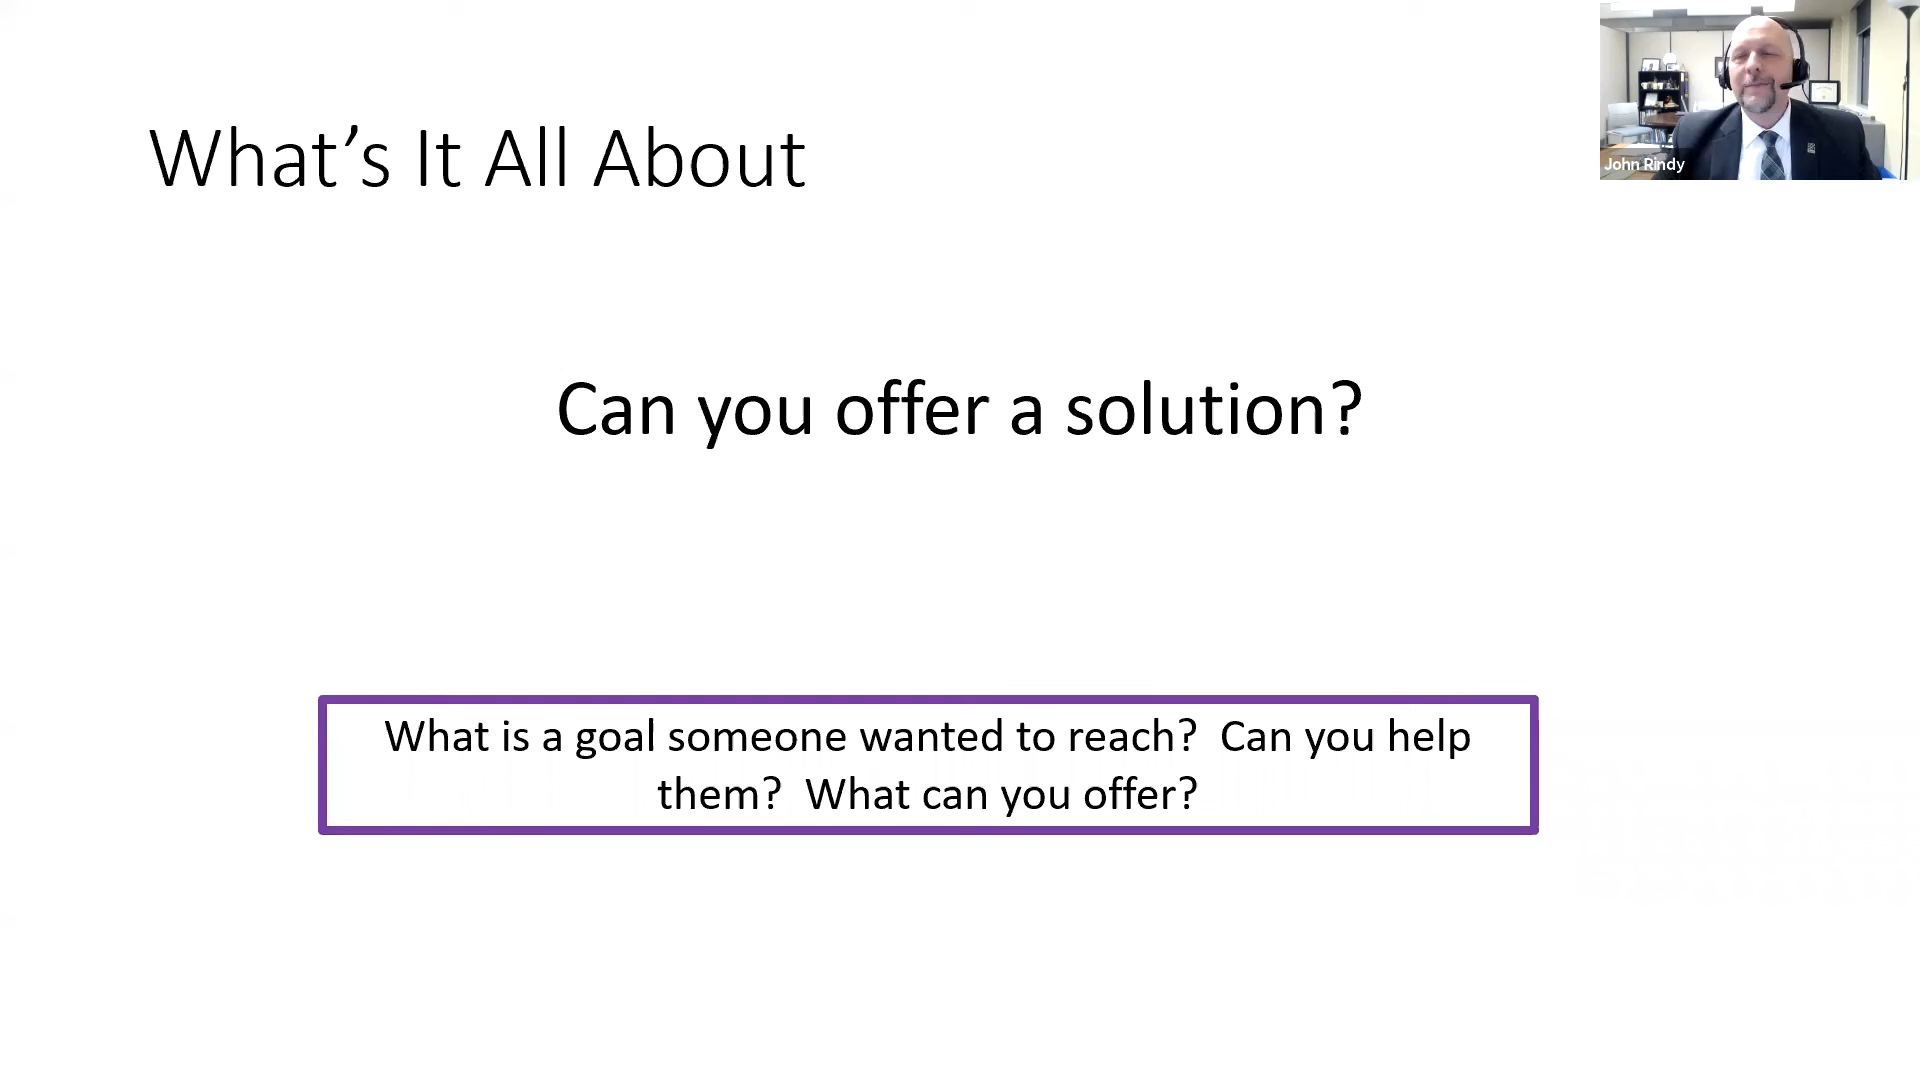 What’s It All About
John Rindy
Can you offer a solution?
What is a goal someone wanted to reach?  Can you help
them?  What can you offer?